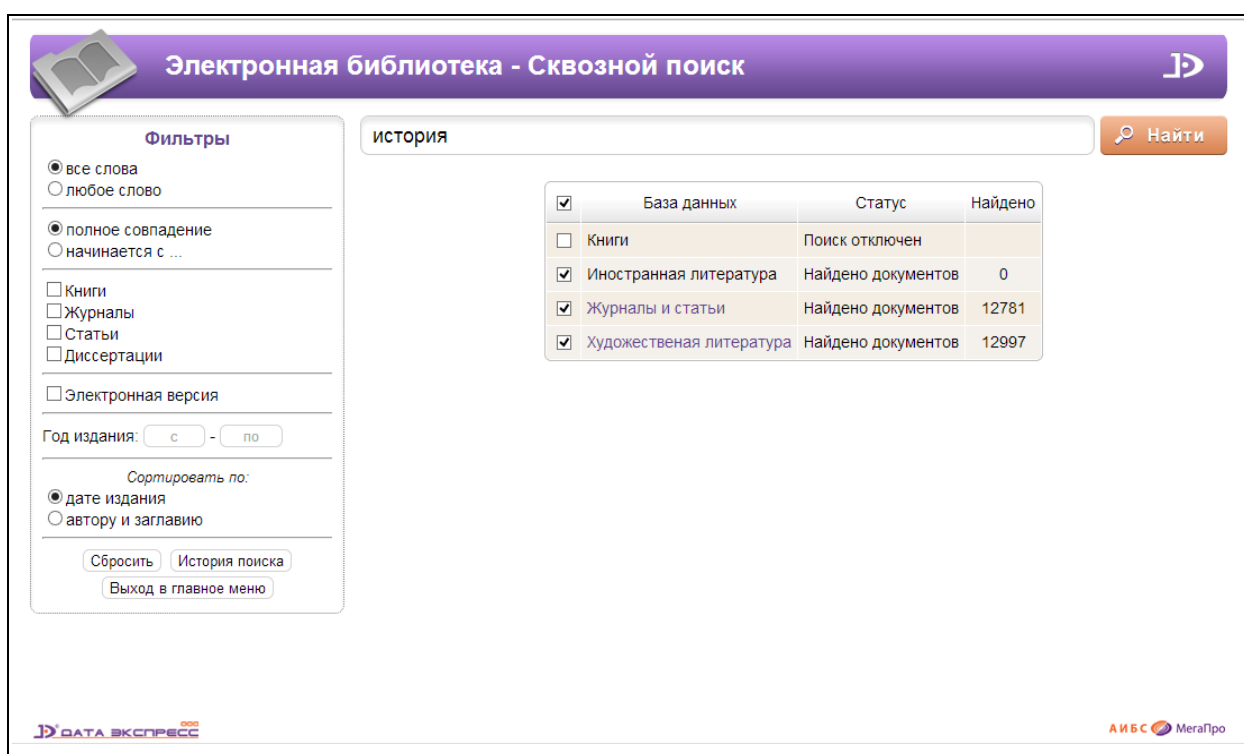 Электронная библиотека - Сквозной поиск
Фильтры
все слова
любое слово
полное совпадение
начинается с ...
Книги
Журналы
Статьи
Диссертации
Электронная версия
Год издания: с - по
Сортировать по:
дате издания
автору и заглавию
Сбросить История поиска
Выход в главное меню
история Найти
База данных Статус Найдено
Книги Поиск отключен
Иностранная литература Найдено документов 0
Журналы и статьи Найдено документов 12781
Художественая литература Найдено документов 12997
ДАТА ЭКСПРЕСС
АИБС МегаПро